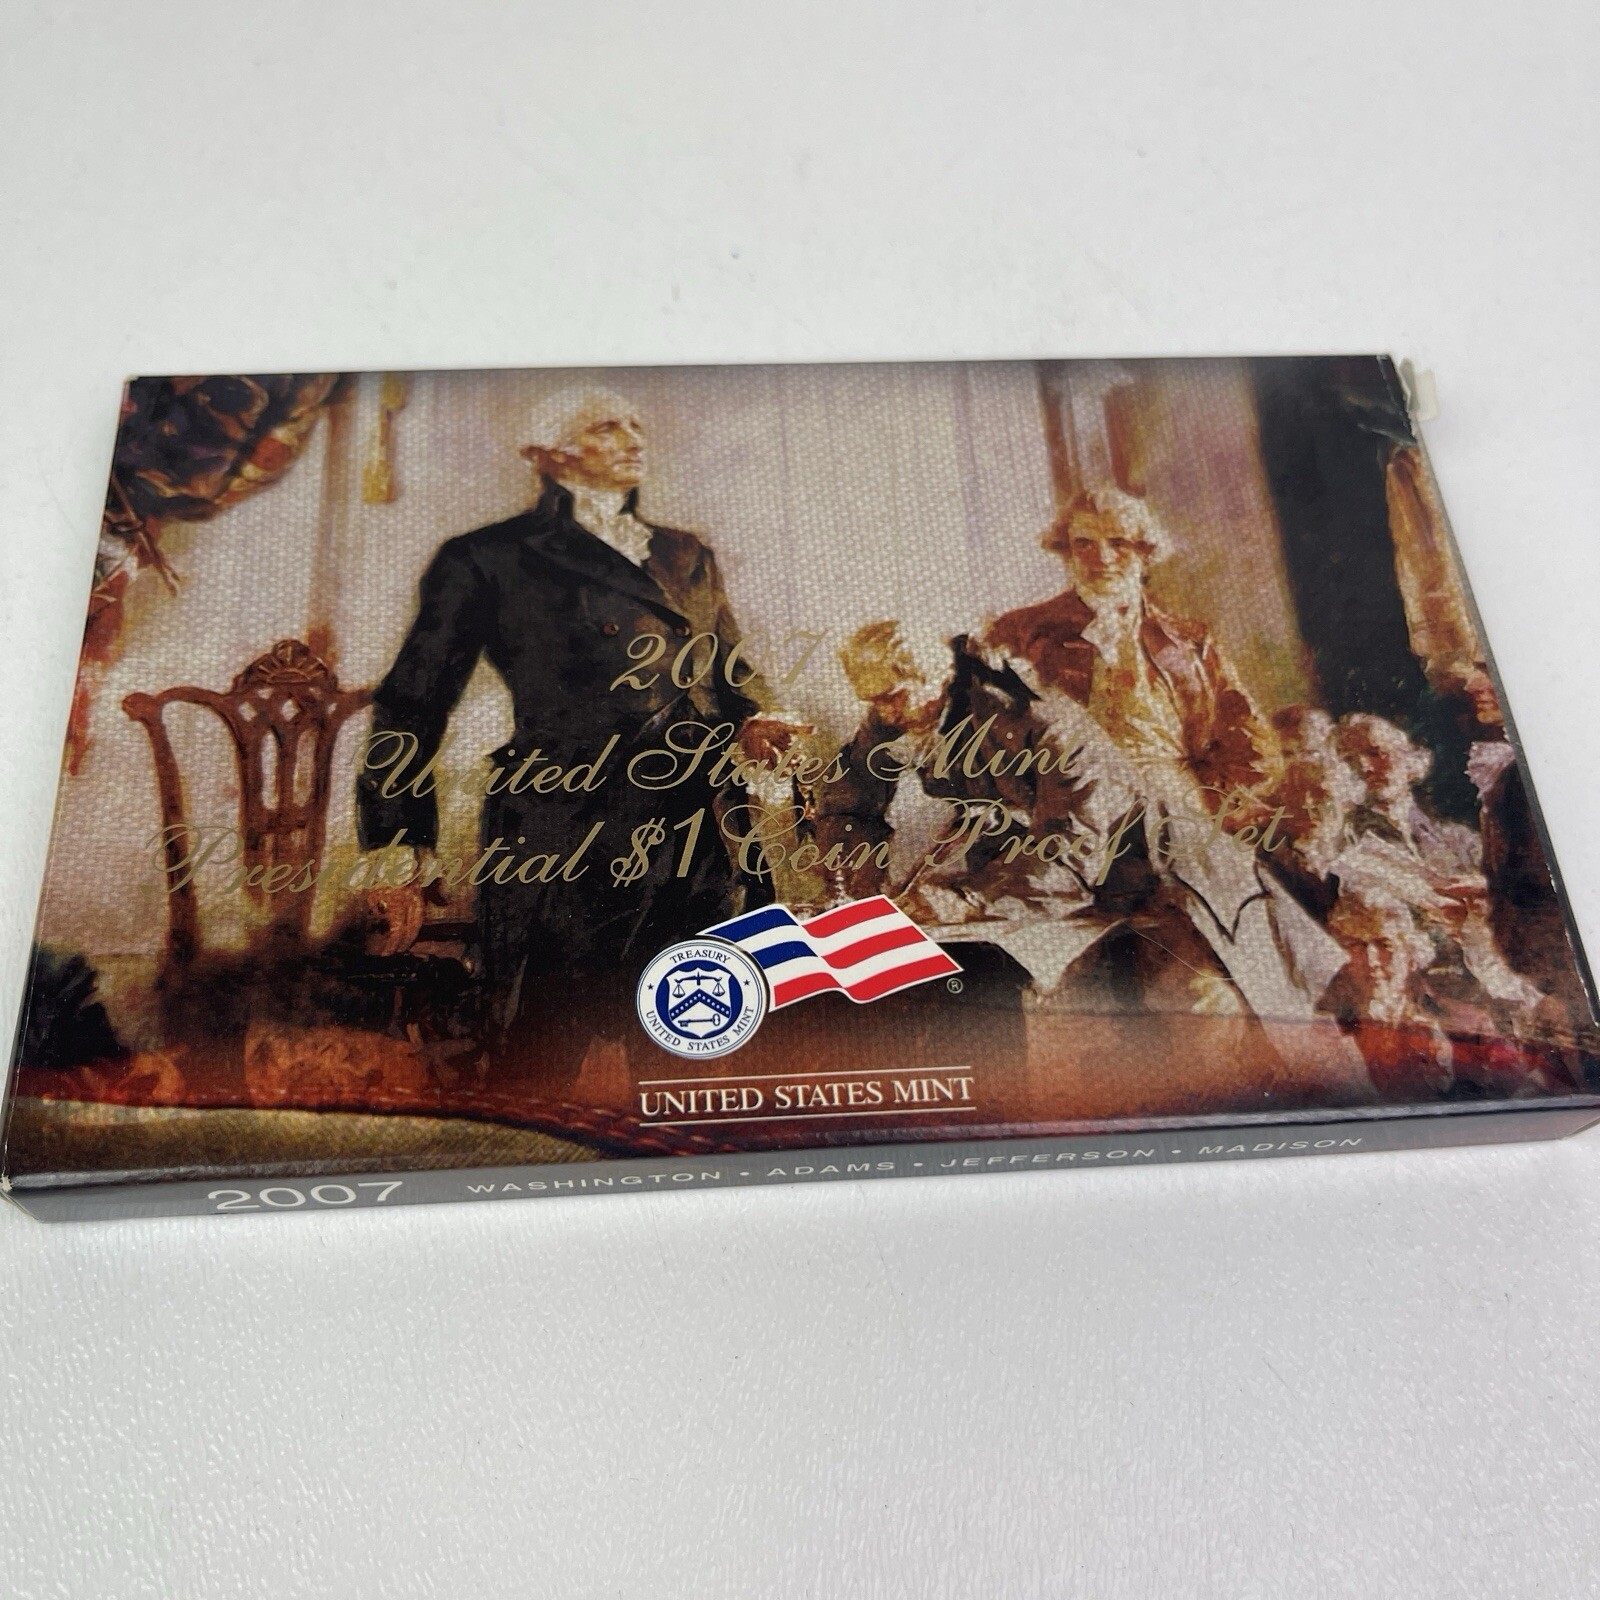 2007
United States Mint
Presidential $1 Coin Proof Set
TREASURY
UNITED STATES MINT
®
UNITED STATES MINT
2007 WASHINGTON • ADAMS • JEFFERSON • MADISON